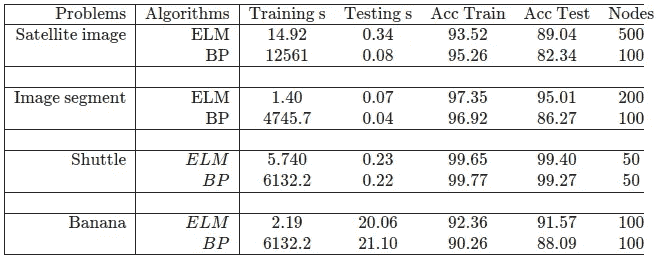 Problems Algorithms Training s Testing s Acc Train Acc Test Nodes
Satellite image ELM 14.92 0.34 93.52 89.04 500
BP 12561 0.08 95.26 82.34 100
Image segment ELM 1.40 0.07 97.35 95.01 200
BP 4745.7 0.04 96.92 86.27 100
Shuttle ELM 5.740 0.23 99.65 99.40 50
BP 6132.2 0.22 99.77 99.27 50
Banana ELM 2.19 20.06 92.36 91.57 100
BP 6132.2 21.10 90.26 88.09 100